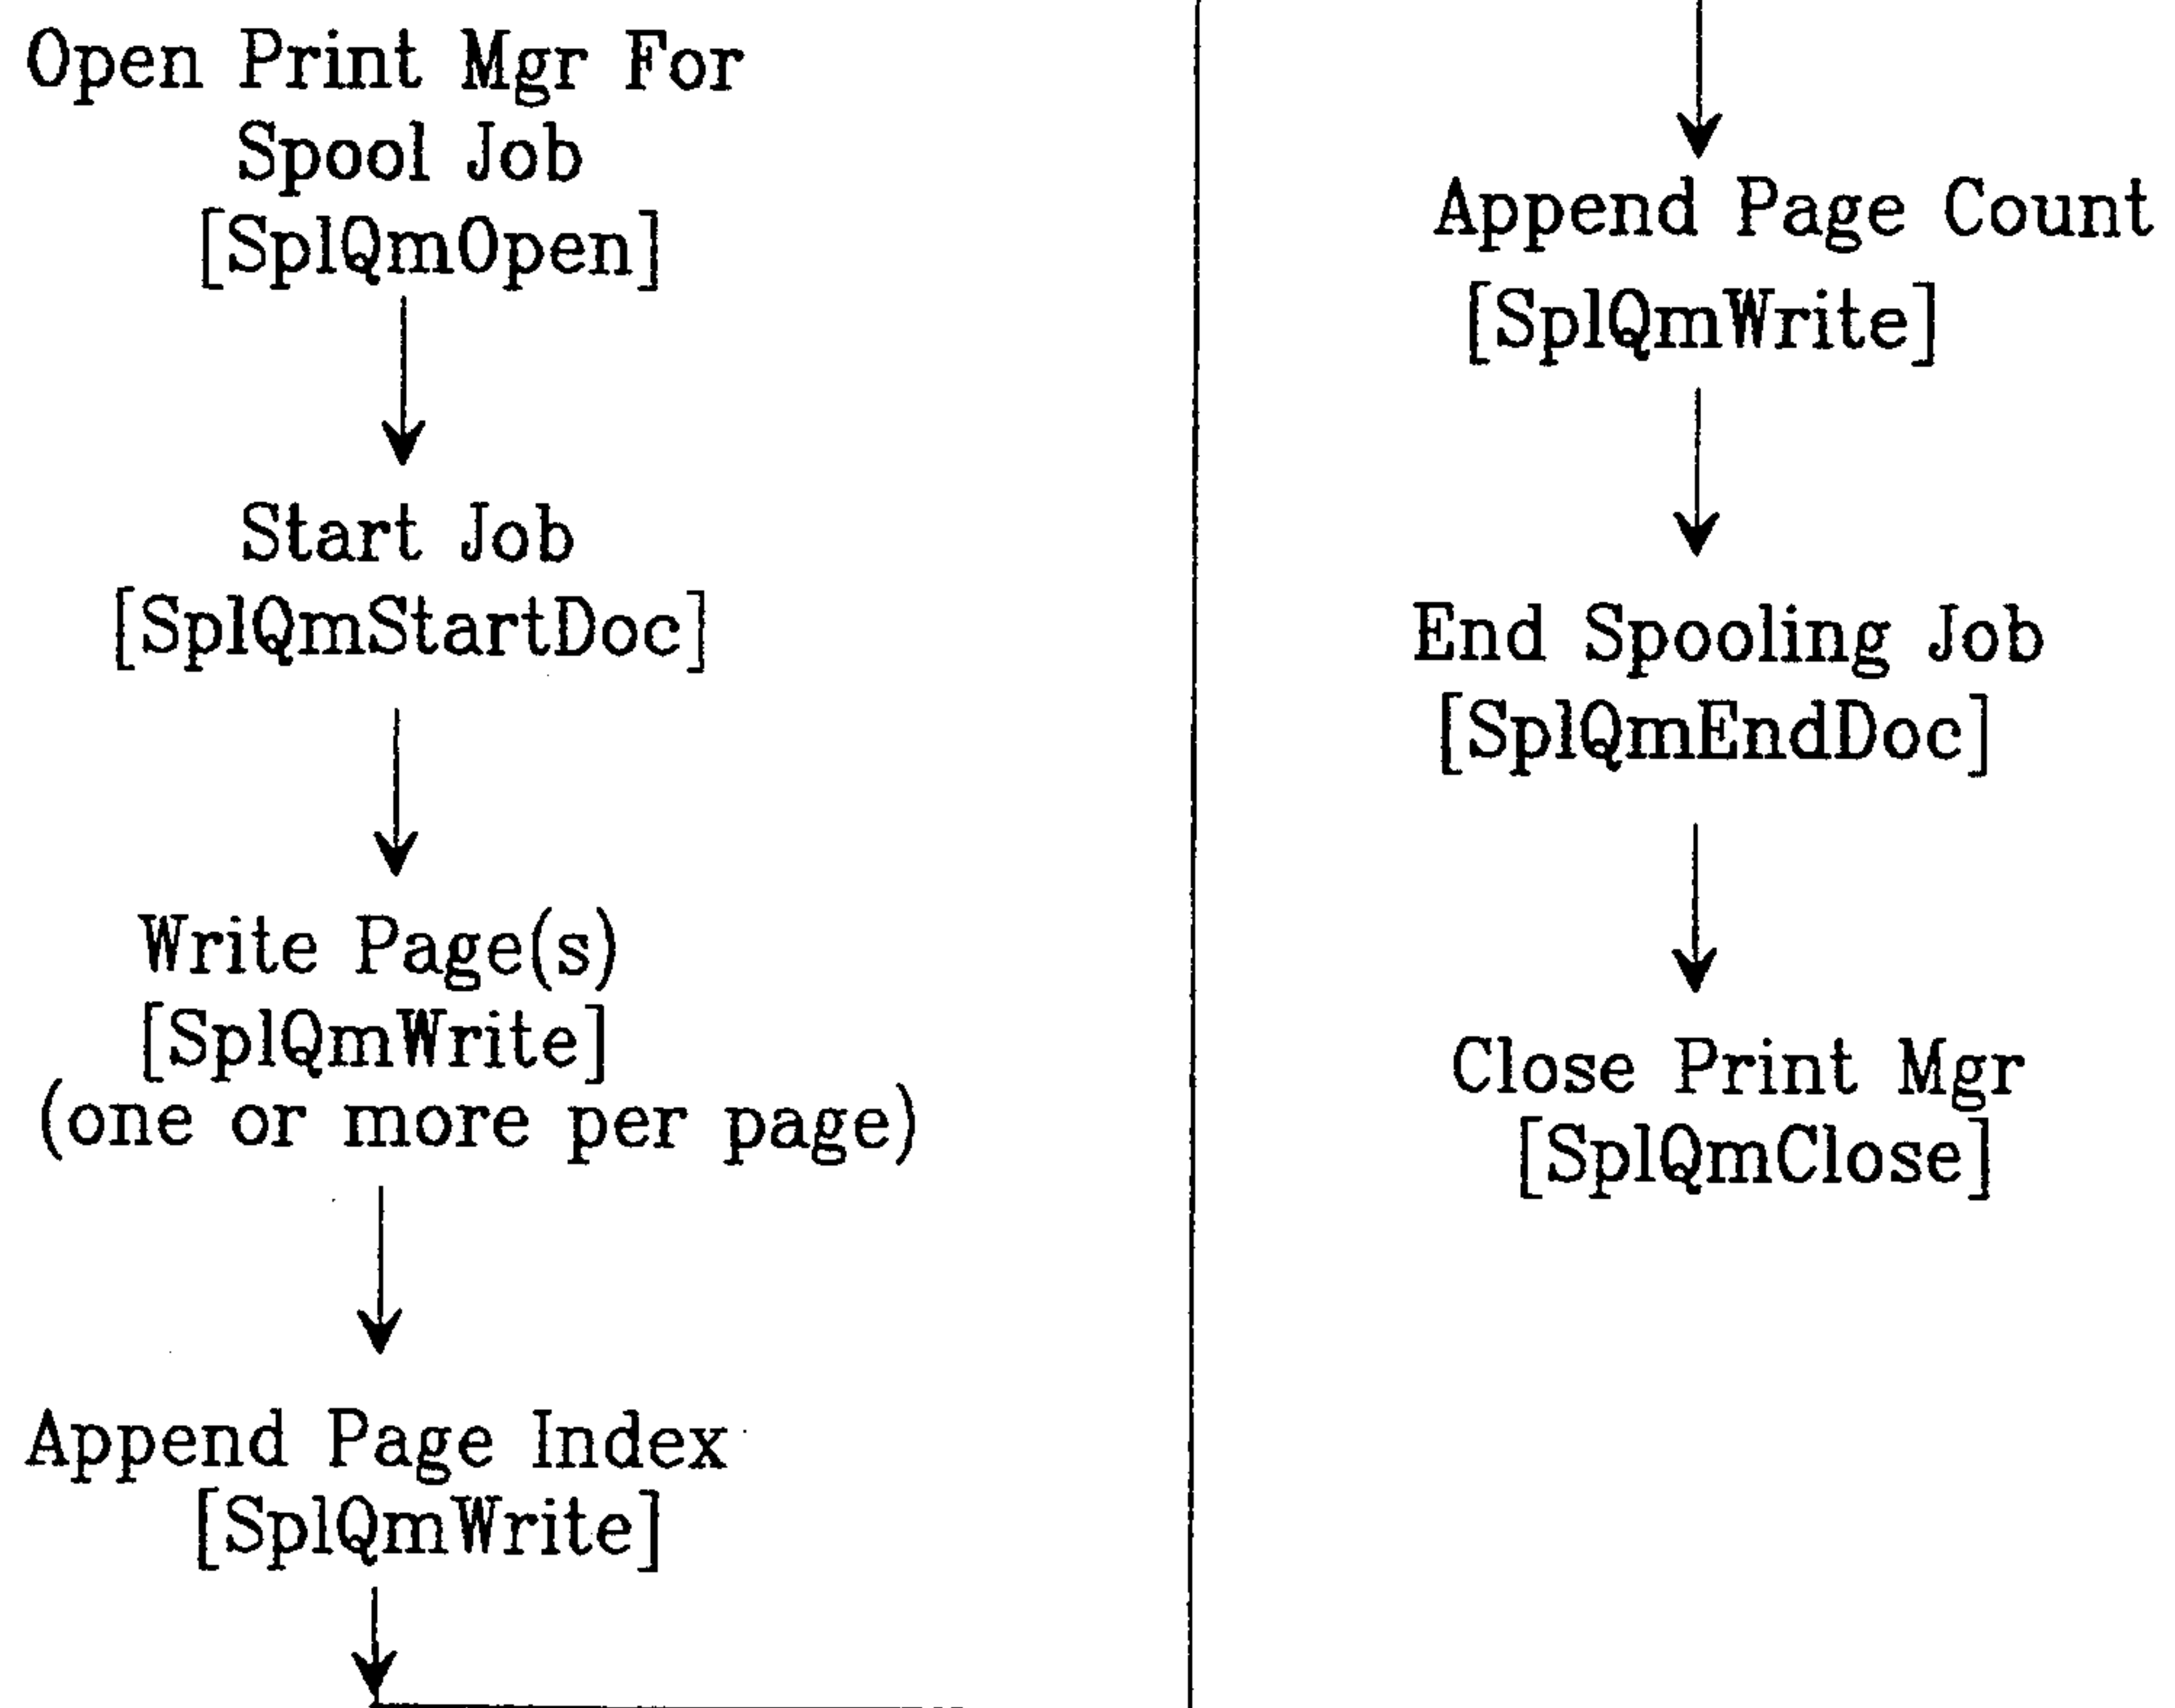 Open Print Mgr For
Spool Job
[SplQmOpen]
Start Job
[SplQmStartDoc]
Write Page(s)
[SplQmWrite]
(one or more per page)
Append Page Index
[SplQmWrite]
Append Page Count
[SplQmWrite]
End Spooling Job
[SplQmEndDoc]
Close Print Mgr
[SplQmClose]